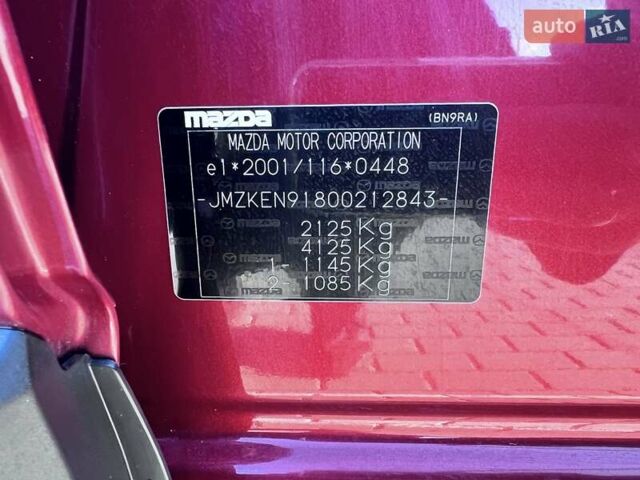 auto RIA.com
mazda (BN9RA)
MAZDA MOTOR CORPORATION
e1*2001/116*0448
-JMZKEN91800212843-
2125 Kg
4125 Kg
1- 1145 Kg
2- 1085 Kg